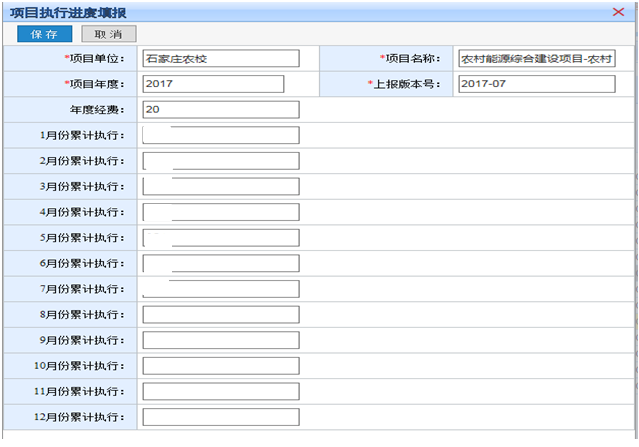 项目执行进度填报
保存 取消
*项目单位： 石家庄农校 *项目名称： 农村能源综合建设项目-农村
*项目年度： 2017 *上报版本号： 2017-07
年度经费： 20
1月份累计执行：
2月份累计执行：
3月份累计执行：
4月份累计执行：
5月份累计执行：
6月份累计执行：
7月份累计执行：
8月份累计执行：
9月份累计执行：
10月份累计执行：
11月份累计执行：
12月份累计执行：